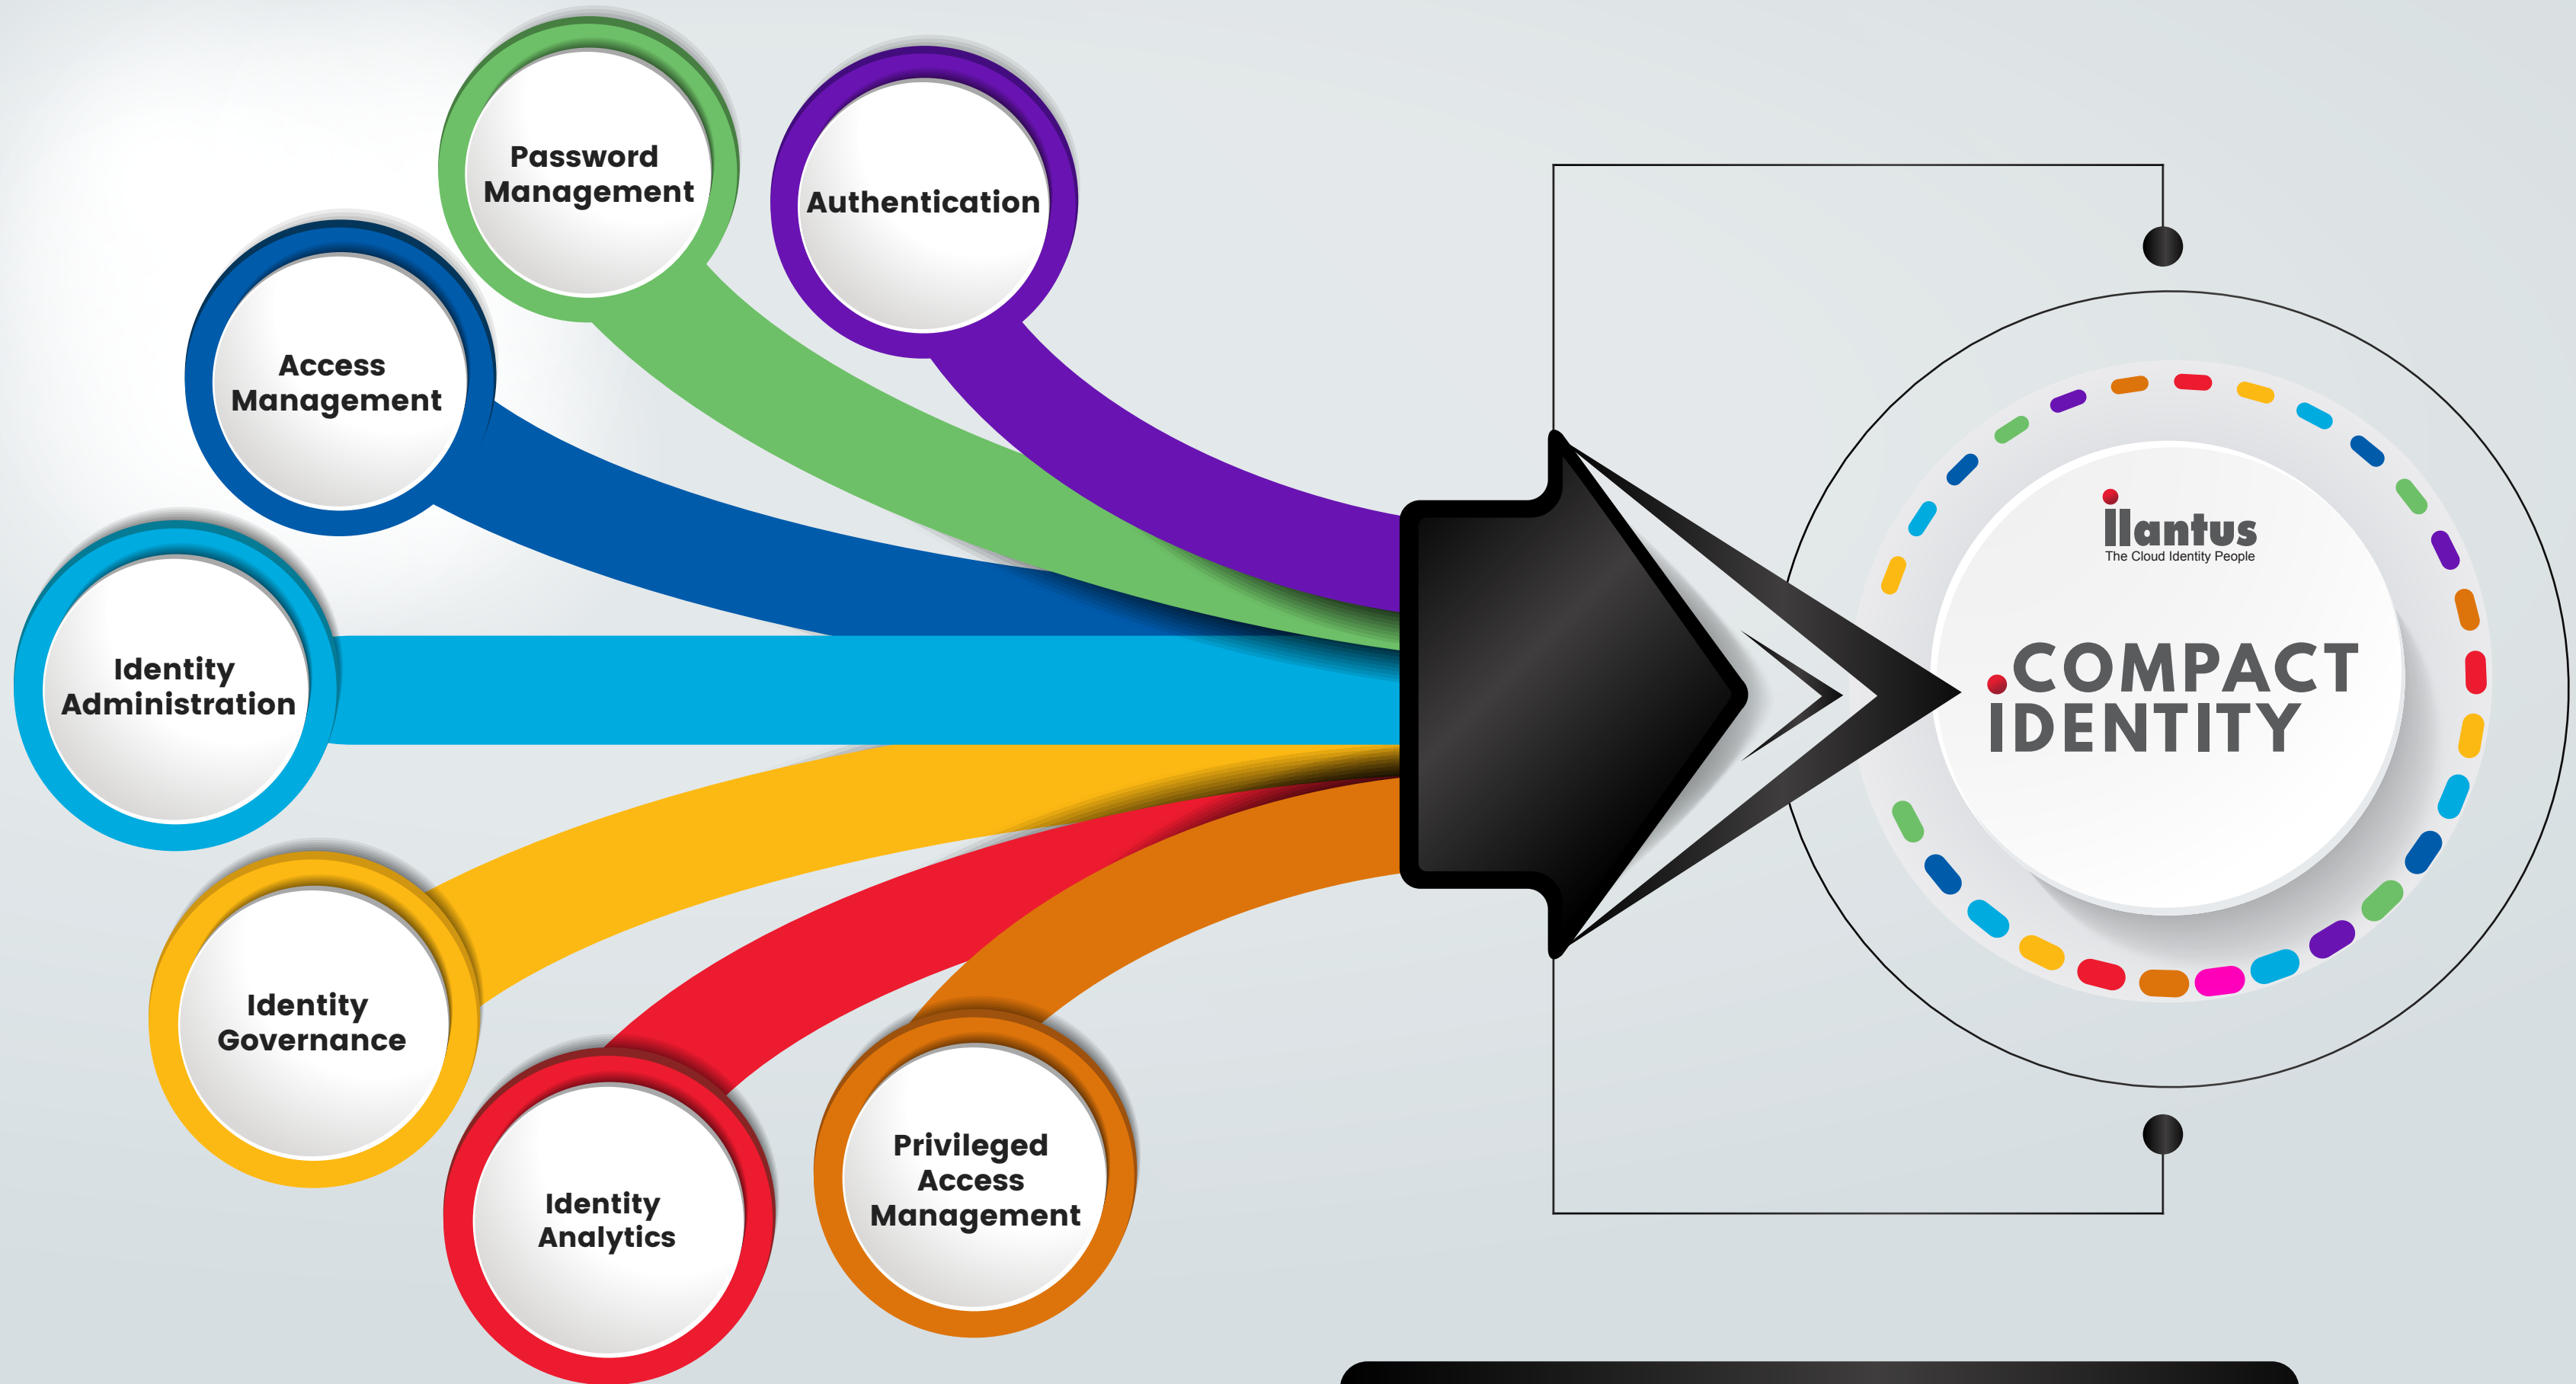 Password
Management
Authentication
Access
Management
Identity
Administration
Identity
Governance
Identity
Analytics
Privileged
Access
Management
ilantus
The Cloud Identity People
COMPACT
IDENTITY